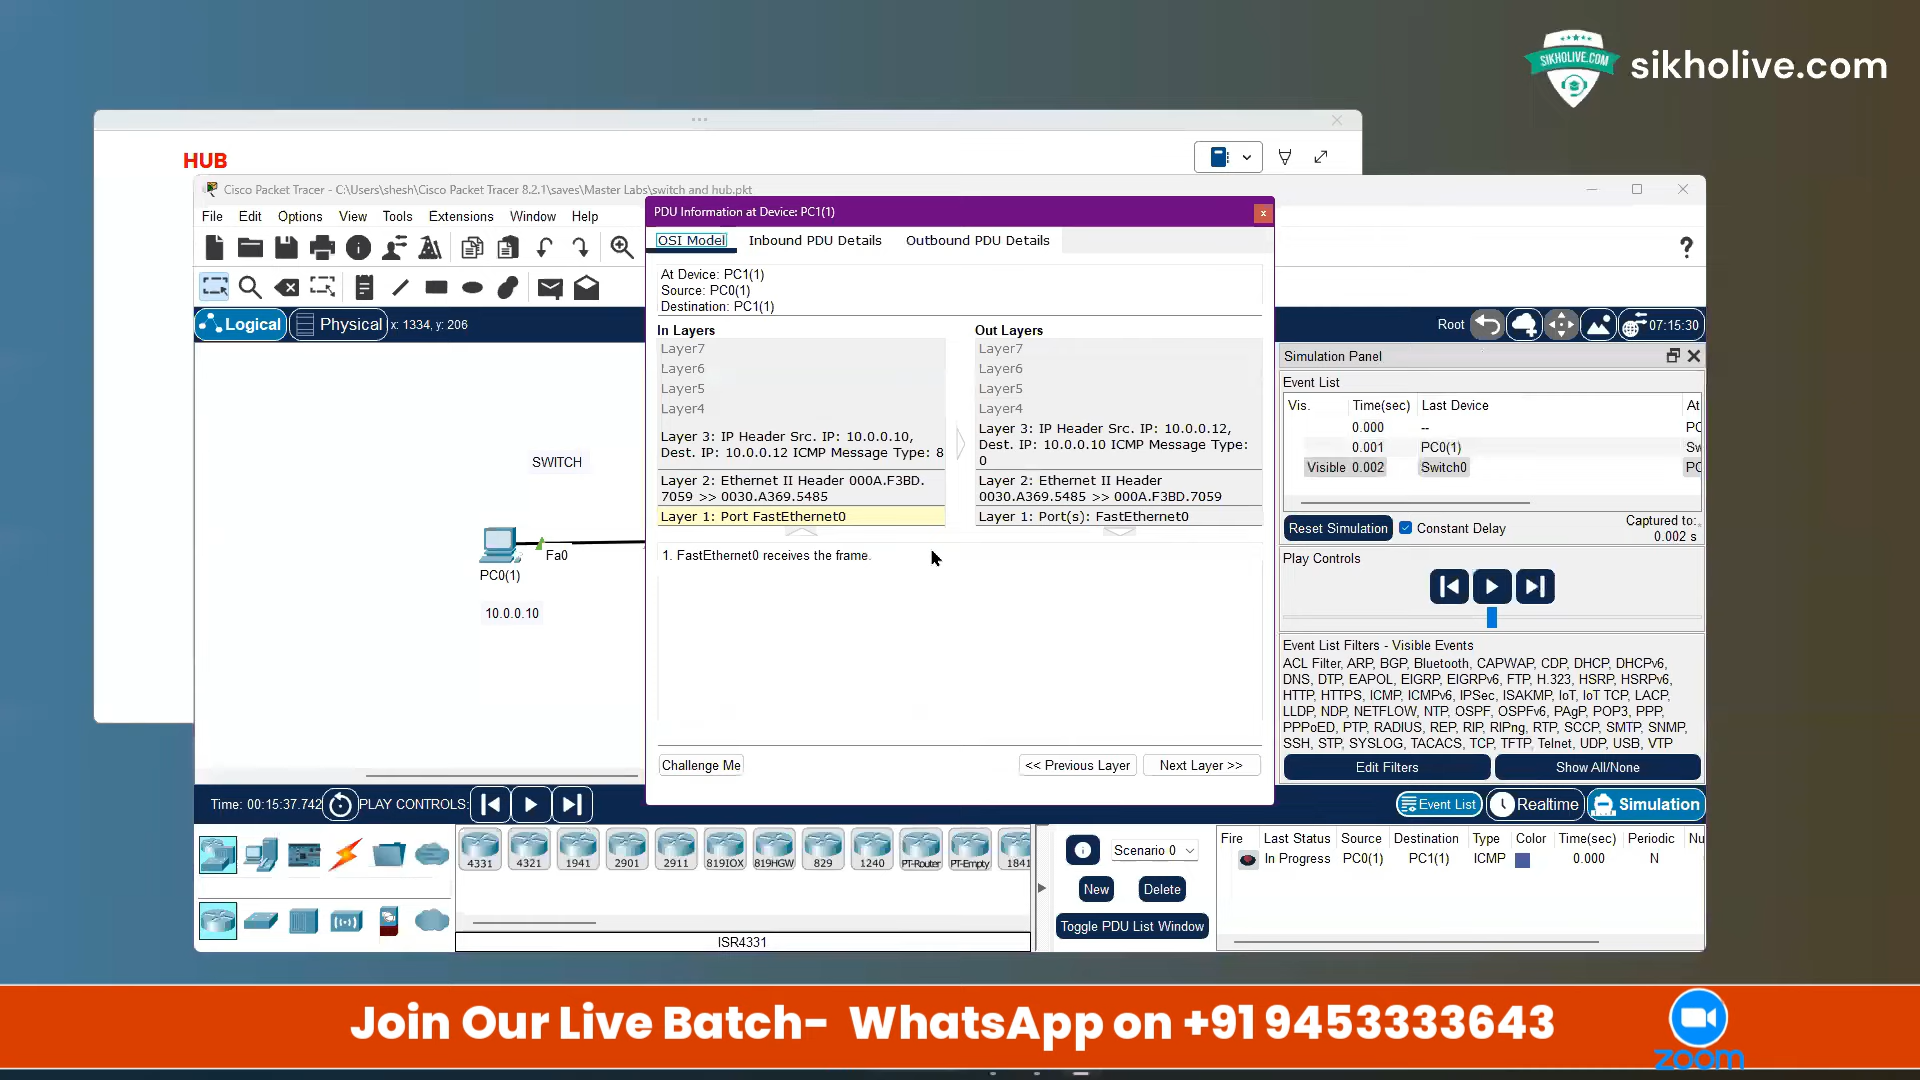 SIKHOLIVE.COM
sikholive.com
HUB
Cisco Packet Tracer - C:\Users\shesh\Cisco Packet Tracer 8.2.1\saves\Master Labs\switch and hub.pkt
File Edit Options View Tools Extensions Window Help
PDU Information at Device: PC1(1)
OSI Model Inbound PDU Details Outbound PDU Details
At Device: PC1(1)
Source: PC0(1)
Destination: PC1(1)
In Layers
Layer7
Layer6
Layer5
Layer4
Layer 3: IP Header Src. IP: 10.0.0.10,
Dest. IP: 10.0.0.12 ICMP Message Type: 8
Layer 2: Ethernet II Header 000A.F3BD.
7059 >> 0030.A369.5485
Layer 1: Port FastEthernet0
Out Layers
Layer7
Layer6
Layer5
Layer4
Layer 3: IP Header Src. IP: 10.0.0.12,
Dest. IP: 10.0.0.10 ICMP Message Type:
0
Layer 2: Ethernet II Header
0030.A369.5485 >> 000A.F3BD.7059
Layer 1: Port(s): FastEthernet0
1. FastEthernet0 receives the frame.
Challenge Me
<< Previous Layer
Next Layer >>
Logical Physical x: 1334, y: 206
Root 07:15:30
SWITCH
Fa0
PC0(1)
10.0.0.10
Simulation Panel
Event List
Vis. Time(sec) Last Device At
0.000 -- PC
0.001 PC0(1) Sw
Visible 0.002 Switch0 PC
Reset Simulation Constant Delay
Captured to:
0.002 s
Play Controls
Event List Filters - Visible Events
ACL Filter, ARP, BGP, Bluetooth, CAPWAP, CDP, DHCP, DHCPv6,
DNS, DTP, EAPOL, EIGRP, EIGRPv6, FTP, H.323, HSRP, HSRPv6,
HTTP, HTTPS, ICMP, ICMPv6, IPSec, ISAKMP, IoT, IoT TCP, LACP,
LLDP, NDP, NETFLOW, NTP, OSPF, OSPFv6, PAgP, POP3, PPP,
PPPoED, PTP, RADIUS, REP, RIP, RIPng, RTP, SCCP, SMTP, SNMP,
SSH, STP, SYSLOG, TACACS, TCP, TFTP, Telnet, UDP, USB, VTP
Edit Filters Show All/None
Time: 00:15:37.742 PLAY CONTROLS:
Event List Realtime Simulation
4331 4321 1941 2901 2911 819IOX 819HGW 829 1240 PT-Router PT-Empty 1841
ISR4331
Scenario 0
New Delete
Toggle PDU List Window
Fire Last Status Source Destination Type Color Time(sec) Periodic Nu
In Progress PC0(1) PC1(1) ICMP 0.000 N
Join Our Live Batch- WhatsApp on +91 9453333643
zoom